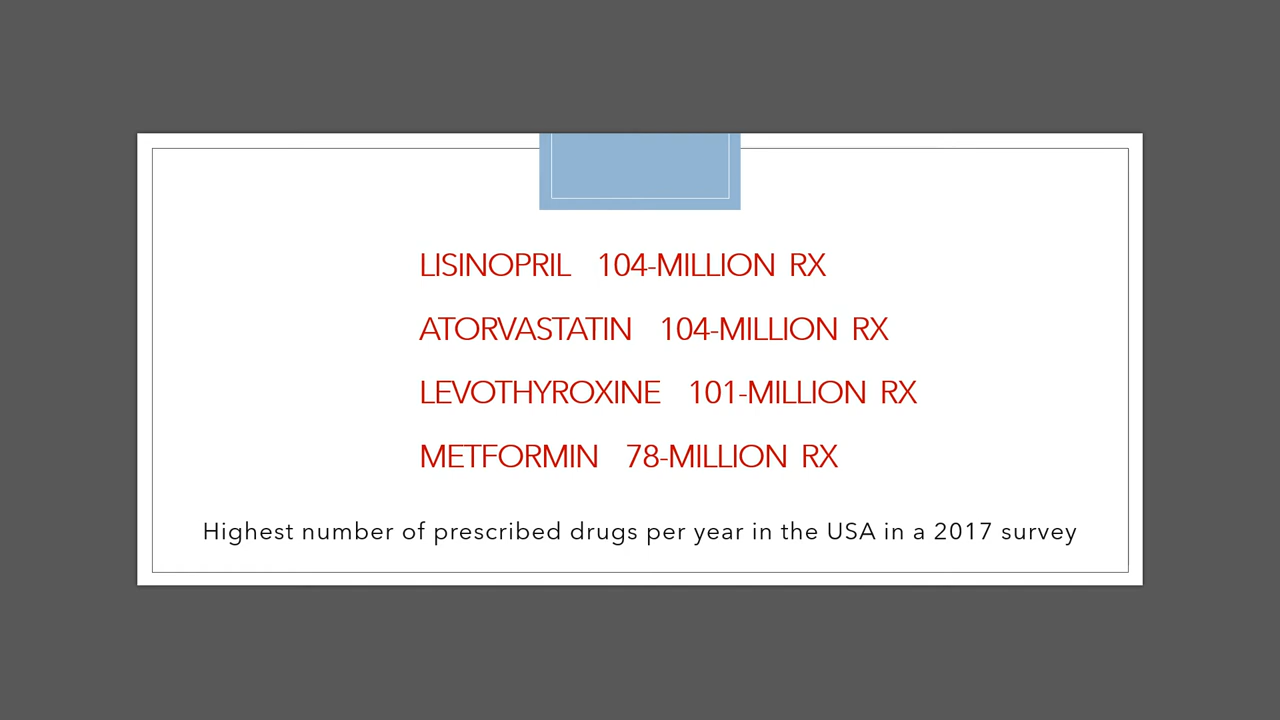 LISINOPRIL 104-MILLION RX
ATORVASTATIN 104-MILLION RX
LEVOTHYROXINE 101-MILLION RX
METFORMIN 78-MILLION RX
Highest number of prescribed drugs per year in the USA in a 2017 survey